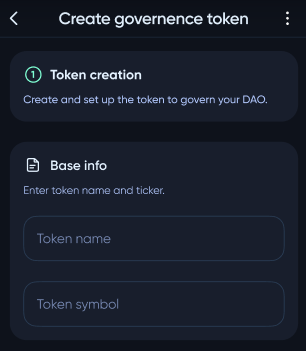 Create governence token
1
Token creation
Create and set up the token to govern your DAO.
Base info
Enter token name and ticker.
Token name
Token symbol